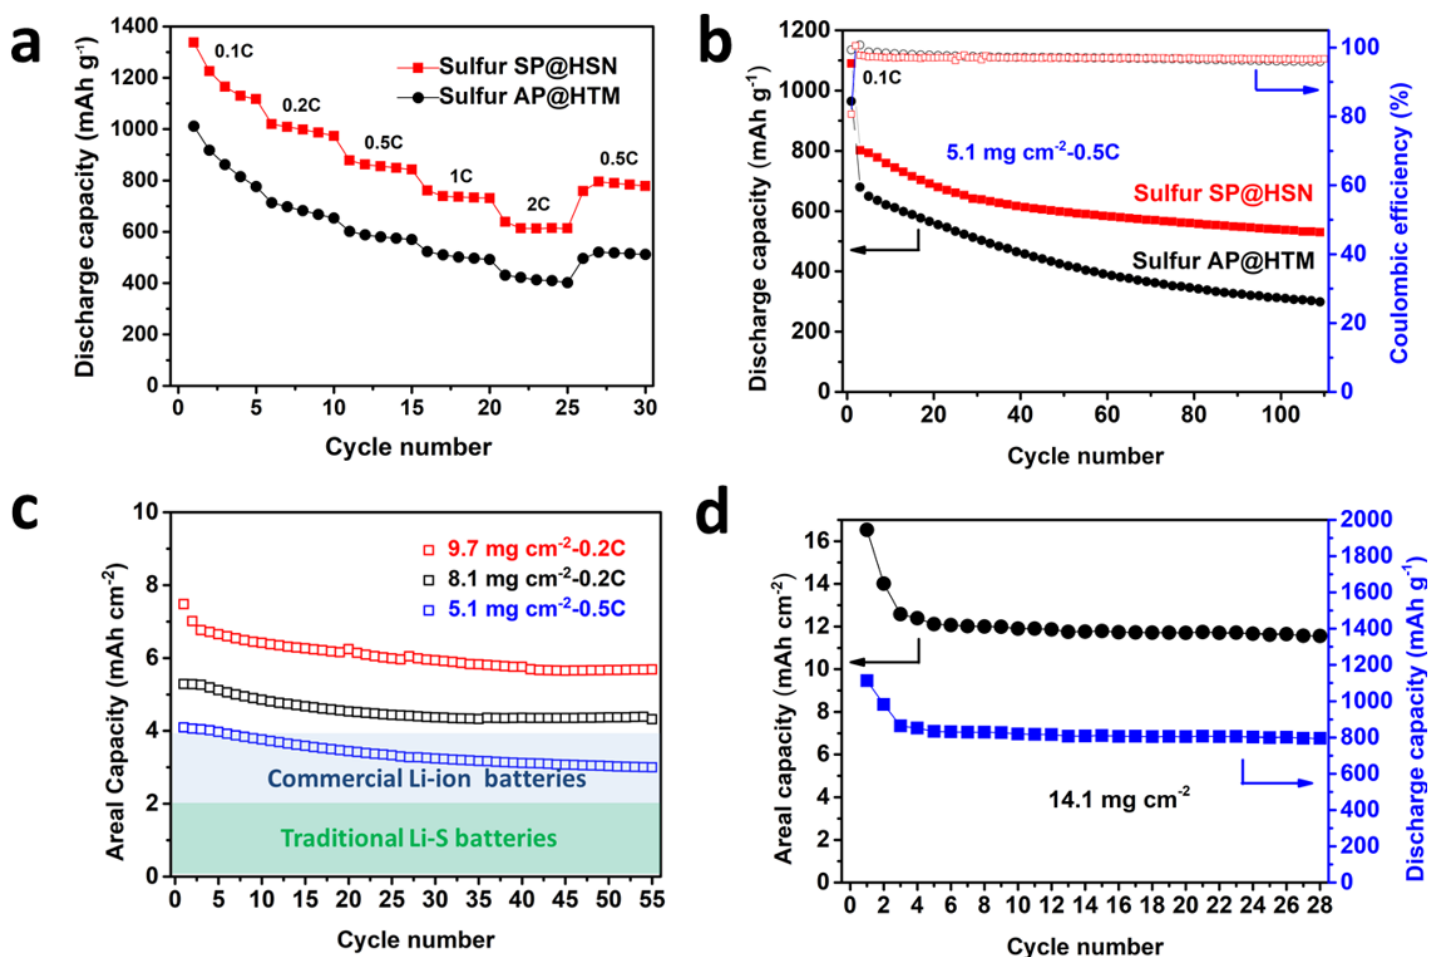 a
Discharge capacity (mAh g⁻¹)
1400
1200
1000
800
600
400
200
0
0.1C
0.2C
0.5C
1C
2C
0.5C
Sulfur SP@HSN
Sulfur AP@HTM
0 5 10 15 20 25 30
Cycle number
b
Discharge capacity (mAh g⁻¹)
1200
1000
800
600
400
200
0
0.1C
5.1 mg cm⁻²-0.5C
Sulfur SP@HSN
Sulfur AP@HTM
100
80
60
40
20
0
Coulombic efficiency (%)
0 20 40 60 80 100
Cycle number
c
Areal Capacity (mAh cm⁻²)
10
8
6
4
2
0
9.7 mg cm⁻²-0.2C
8.1 mg cm⁻²-0.2C
5.1 mg cm⁻²-0.5C
Commercial Li-ion batteries
Traditional Li-S batteries
0 5 10 15 20 25 30 35 40 45 50 55
Cycle number
d
Areal capacity (mAh cm⁻²)
16
14
12
10
8
6
4
2
0
14.1 mg cm⁻²
2000
1800
1600
1400
1200
1000
800
600
400
200
0
Discharge capacity (mAh g⁻¹)
0 2 4 6 8 10 12 14 16 18 20 22 24 26 28
Cycle number